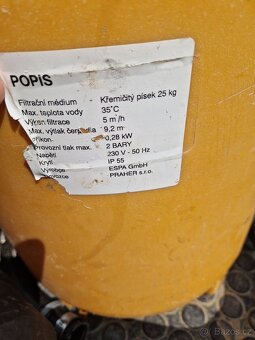 POPIS
Filtrační médium Křemičitý písek 25 kg
Max. teplota vody 35°C
Výkon filtrace 5 m³/h
Max. výtlak čerpadla 9,2 m
Příkon 0,28 kW
Provozní tlak max. 2 BARY
Napětí 230 V - 50 Hz
Krytí IP 55
Výrobce ESPA GmbH
PRAHER s.r.o.